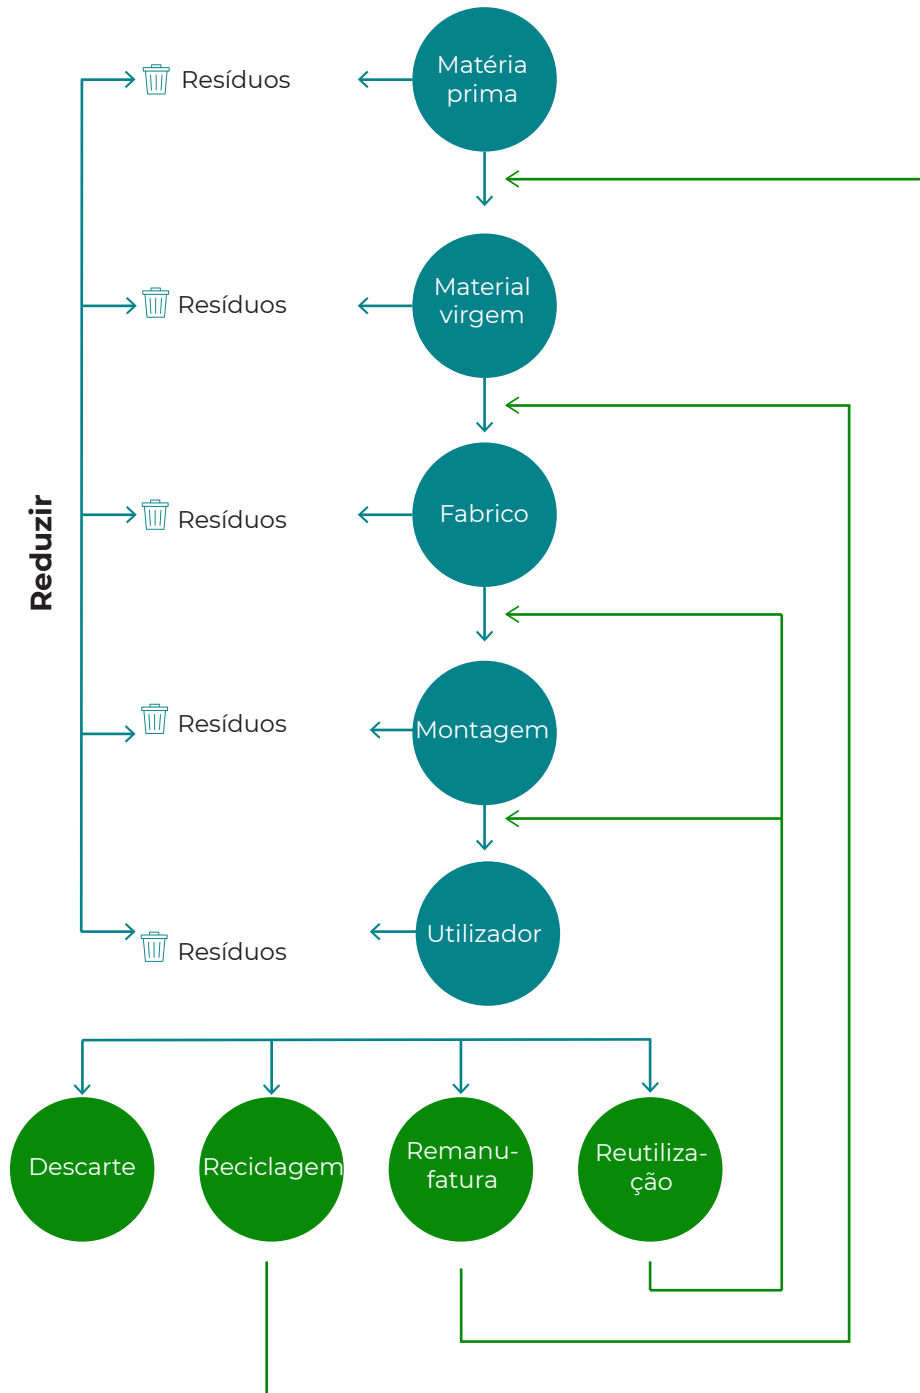 Matéria
prima
Resíduos
Material
virgem
Resíduos
Reduzir
Fabrico
Resíduos
Montagem
Resíduos
Utilizador
Resíduos
Descarte
Reciclagem
Remanu-
fatura
Reutiliza-
ção